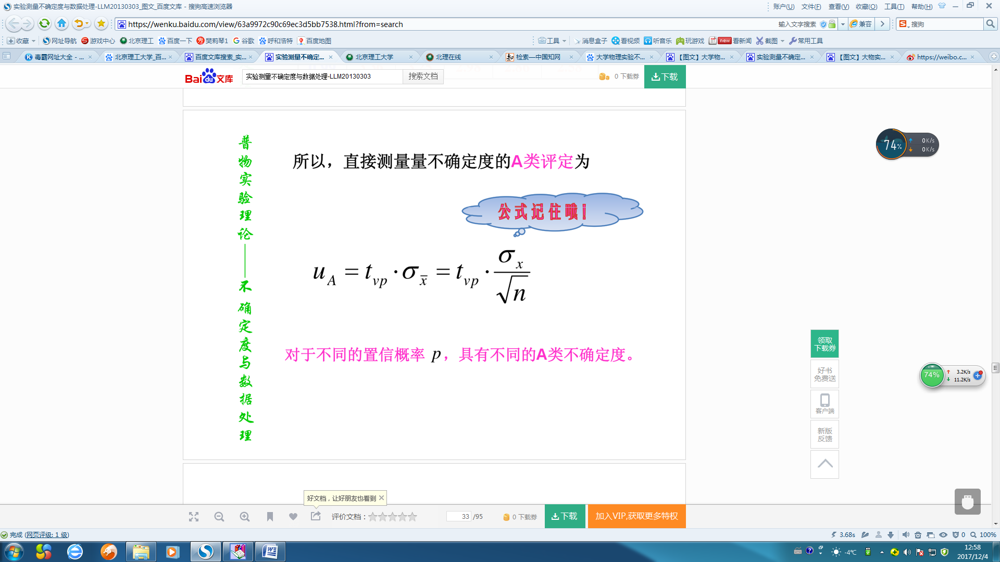 实验测量不确定度与数据处理-LLM20130303_图文_百度文库 - 搜狗高速浏览器
账户(U) 文件(F) 查看(V) 收藏(O) 工具(T) 帮助(H)
https://wenku.baidu.com/view/63a9972c90c69ec3d5bb7538.html?from=search
输入文字搜索 兼容 搜狗
收藏 网址导航 游戏中心 北京理工 百度一下 樊莉琴1 谷歌 呼和浩特 百度地图
工具 消息盒子 看视频 听音乐 玩游戏 new 看新闻 截图 常用工具
毒霸网址大全 - ...
北京理工大学_百...
百度文库搜索_实...
实验测量不确定...
北京理工大学
北理在线
检索—中国知网
大学物理实验不...
【图文】大学物...
实验测量不确定...
【图文】大物实...
https://weibo.c...
Bai du 文库
实验测量不确定度与数据处理-LLM20130303
搜索文档
0 下载券
下载
普物实验理论——不确定度与数据处理
所以，直接测量量不确定度的A类评定为
公式记住哦！
u_A = t_{vp} · σ_{x̄} = t_{vp} · σ_x / √n
对于不同的置信概率 p，具有不同的A类不确定度。
74%
0K/s
0K/s
领取
下载券
好书
免费送
客户端
新版
反馈
74%
3.2K/s
11.2K/s
好文档，让好朋友也看到
评价文档：
33 /95
0 下载券
下载
加入VIP,获取更多特权
完成 (网页评级: 1 级)
3.68s
0
100%
-4℃
12:58
2017/12/4